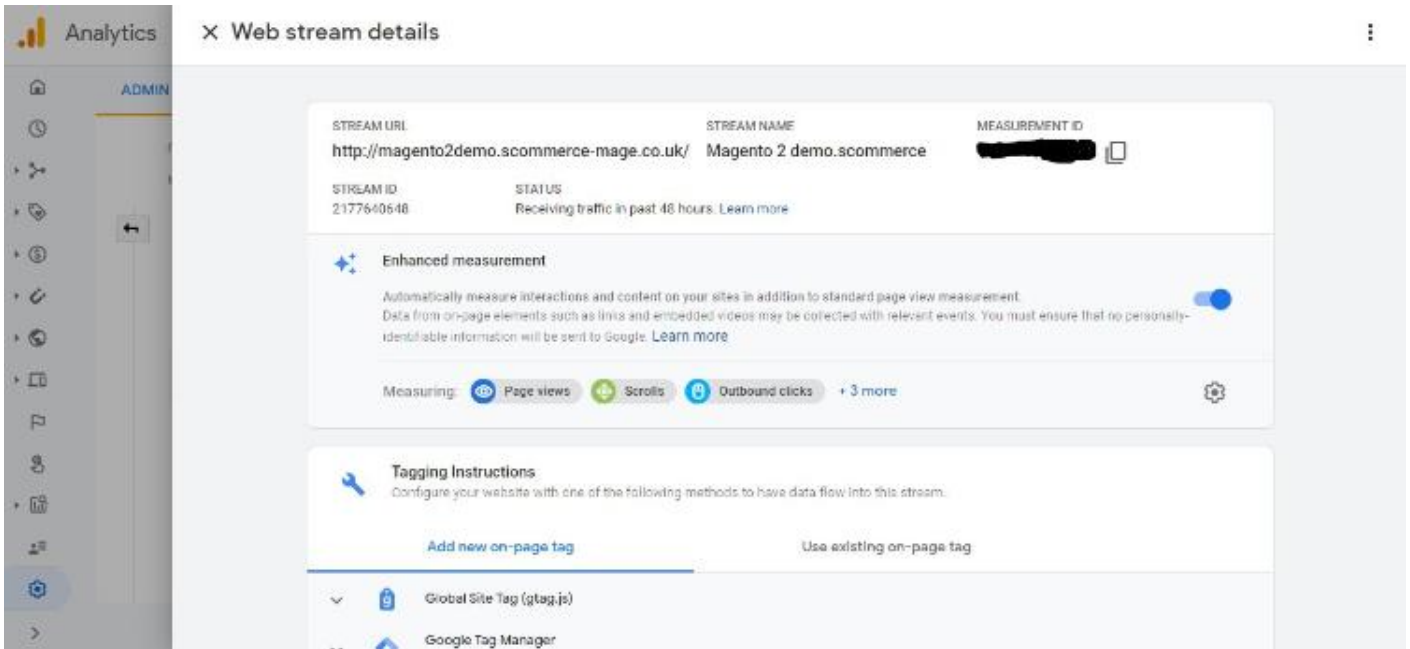 Analytics
Web stream details
ADMIN
STREAM URL
STREAM NAME
MEASUREMENT ID
http://magento2demo.scommerce-mage.co.uk/
Magento 2 demo.scommerce
STREAM ID
STATUS
2177640648
Receiving traffic in past 48 hours. Learn more
Enhanced measurement
Automatically measure interactions and content on your sites in addition to standard page view measurement.
Data from on-page elements such as links and embedded videos may be collected with relevant events. You must ensure that no personally-
identifiable information will be sent to Google. Learn more
Measuring: Page views Scrolls Outbound clicks + 3 more
Tagging Instructions
Configure your website with one of the following methods to have data flow into this stream.
Add new on-page tag
Use existing on-page tag
Global Site Tag (gtag.js)
Google Tag Manager